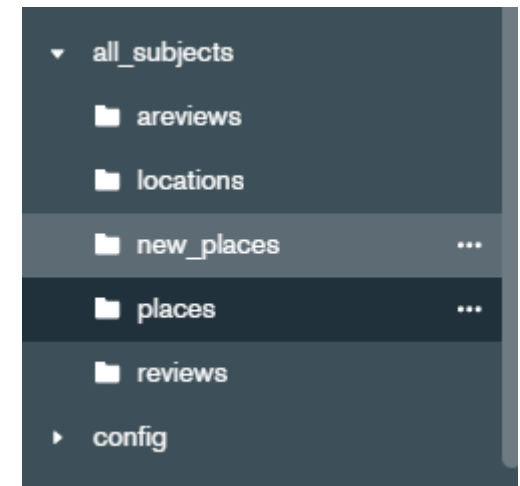 all_subjects
areviews
locations
new_places
places
reviews
config